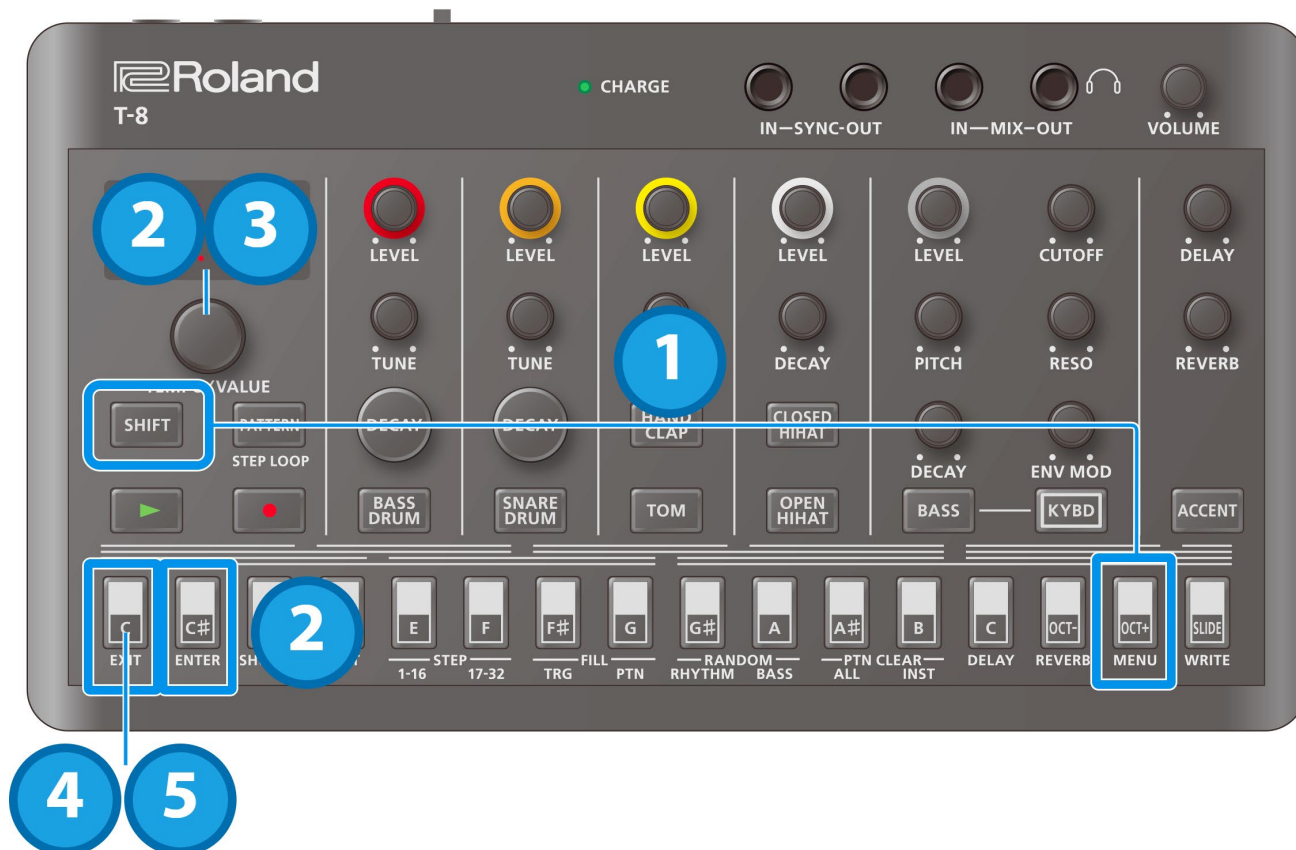 Roland
T-8
CHARGE
IN-SYNC-OUT
IN-MIX-OUT
VOLUME
2
3
LEVEL
LEVEL
LEVEL
LEVEL
LEVEL
CUTOFF
DELAY
1
TUNE
TUNE
DECAY
PITCH
RESO
REVERB
VALUE
SHIFT
PATTERN
DECAY
DECAY
HAND CLAP
CLOSED HIHAT
STEP LOOP
DECAY
ENV MOD
BASS DRUM
SNARE DRUM
TOM
OPEN HIHAT
BASS
KYBD
ACCENT
C
C#
2
E
F
F#
G
G#
A
A#
B
C
OCT-
OCT+
SLIDE
EXIT
ENTER
STEP
1-16
17-32
FILL
TRG
PTN
RANDOM
RHYTHM
BASS
PTN CLEAR
ALL
INST
DELAY
REVERB
MENU
WRITE
4
5